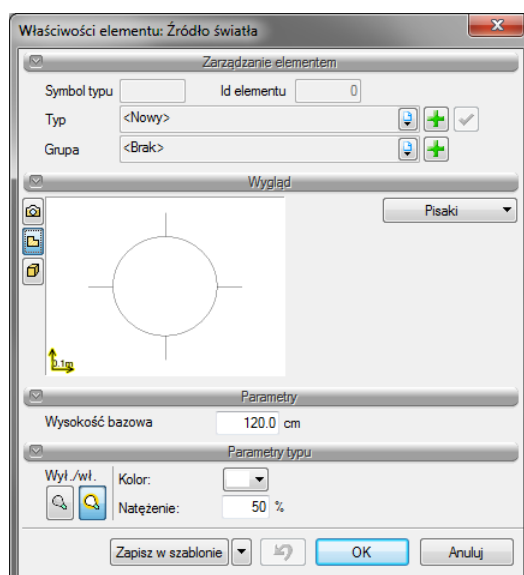 Właściwości elementu: Źródło światła
Zarządzanie elementem
Symbol typu Id elementu 0
Typ <Nowy>
Grupa <Brak>
Wygląd
Pisaki
0.1m
Parametry
Wysokość bazowa 120.0 cm
Parametry typu
Wył./wł. Kolor:
Natężenie: 50 %
Zapisz w szablonie OK Anuluj